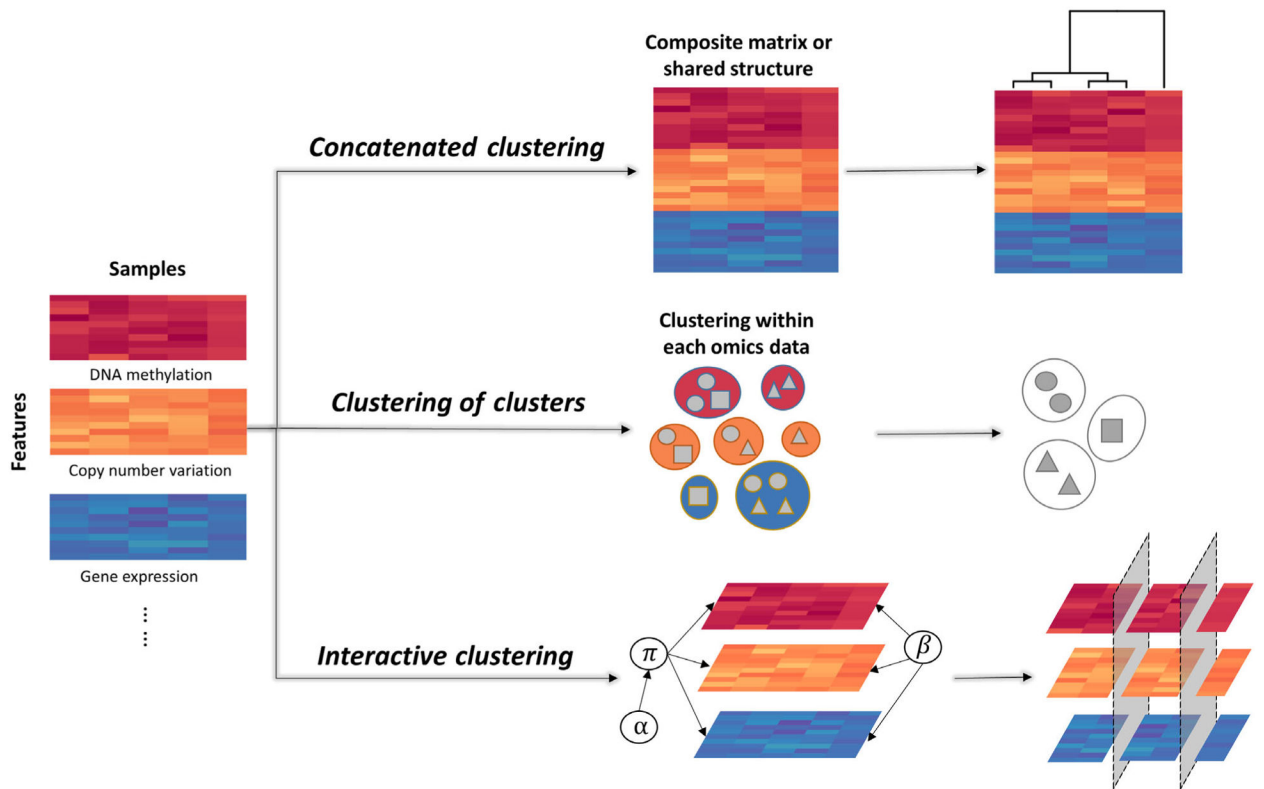 Composite matrix or
shared structure
Concatenated clustering
Samples
Features
DNA methylation
Copy number variation
Gene expression
Clustering within
each omics data
Clustering of clusters
Interactive clustering
π
β
α